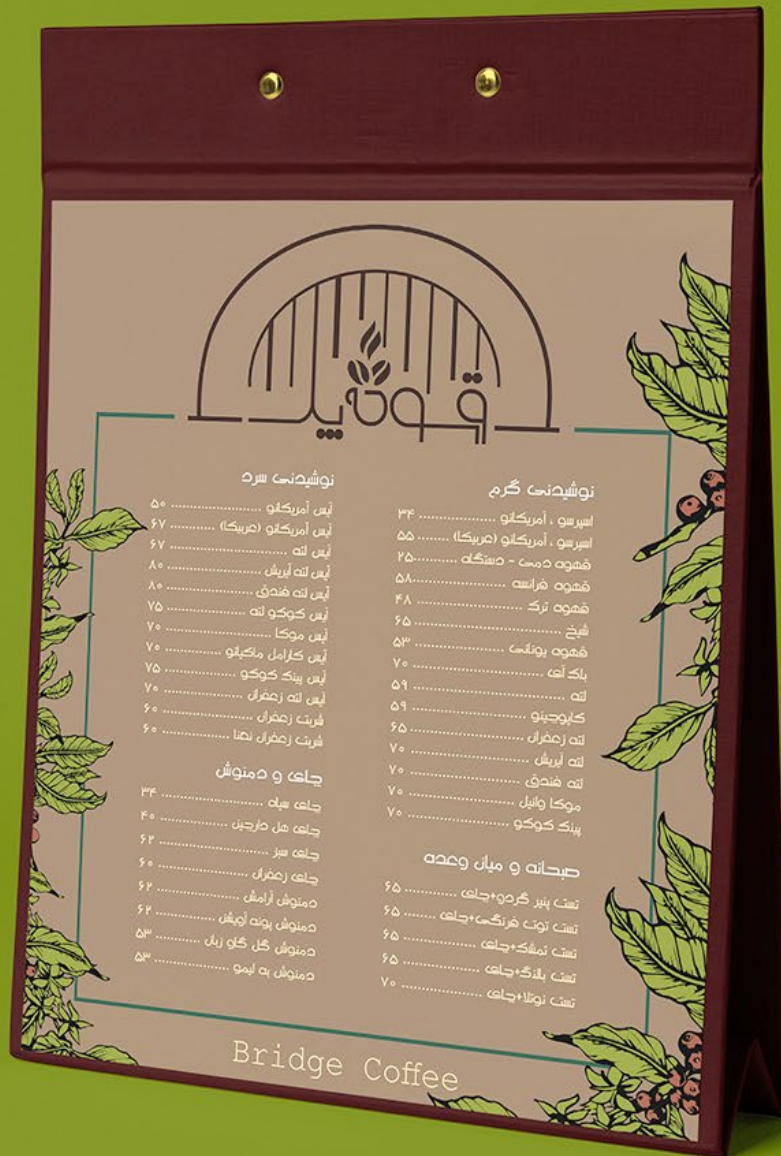 قهوه پل
نوشیدنی گرم
اسپرسو ، آمریکانو .................... ۳۴
اسپرسو ، آمریکانو (عربیکا) ........ ۵۵
قهوه دمی - دستگاه ........... ۲۵
قهوه فرانسه ........................ ۵۸
قهوه ترک ........................... ۴۸
شیخ .................................... ۶۵
قهوه یونانی ........................ ۵۳
بلک آی ................................ ۷۰
لته ....................................... ۵۹
کاپوچینو .............................. ۵۹
لته زعفران ........................... ۶۵
لته آیریش ............................ ۷۰
لته فندق .............................. ۷۰
موکا وانیل ............................ ۷۰
پینک کوکو ........................... ۷۰
صبحانه و میان وعده
تست پنیر گردو+چای ............. ۶۵
تست توت فرنگی+چای ........ ۶۵
تست تمشک+چای ................ ۶۵
تست بالنگ+چای ................... ۶۵
تست نوتلا+چای .................... ۷۰
نوشیدنی سرد
آیس آمریکانو ........................ ۵۰
آیس آمریکانو (عربیکا) ............ ۶۷
آیس لته ............................... ۶۷
آیس لته آیریش ..................... ۸۰
آیس لته فندق ....................... ۸۰
آیس کوکو لته ....................... ۷۵
آیس موکا ............................. ۷۰
آیس کارامل ماکیاتو ............... ۷۰
آیس پینک کوکو .................... ۷۵
آیس لته زعفران .................... ۷۰
شربت زعفران ....................... ۶۰
شربت زعفران نعنا .................. ۶۰
چای و دمنوش
چای سیاه ............................ ۳۴
چای هل دارچین .................. ۴۰
چای سبز ............................. ۶۲
چای زعفران ......................... ۶۰
دمنوش آرامش ...................... ۶۲
دمنوش پونه آویشن ............... ۶۲
دمنوش گل گاو زبان ............. ۵۳
دمنوش به لیمو ..................... ۵۳
Bridge Coffee